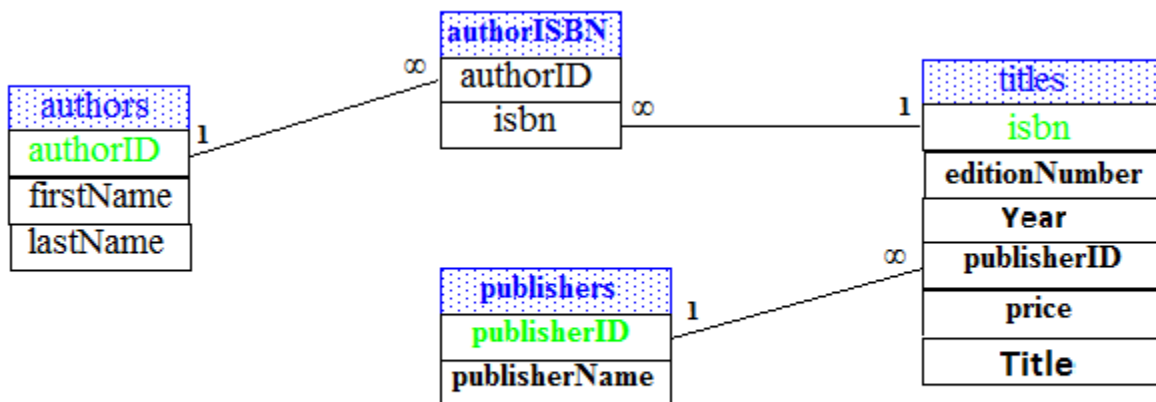 authors
authorID
firstName
lastName
1
∞
authorISBN
authorID
isbn
∞
1
titles
isbn
editionNumber
Year
publisherID
price
Title
publishers
publisherID
publisherName
1
∞